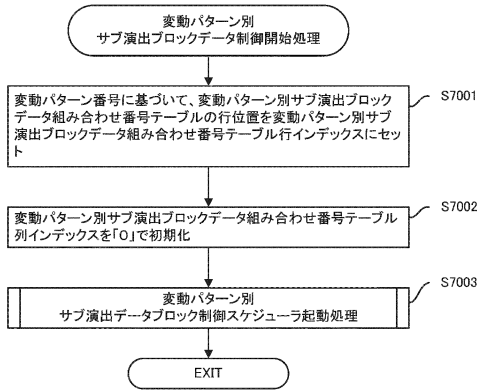 変動パターン別
サブ演出ブロックデータ制御開始処理
変動パターン番号に基づいて、変動パターン別サブ演出ブロック
データ組み合わせ番号テーブルの行位置を変動パターン別サブ
演出ブロックデータ組み合わせ番号テーブル行インデックスにセッ
ト
S7001
変動パターン別サブ演出ブロックデータ組み合わせ番号テーブル
列インデックスを「0」で初期化
S7002
変動パターン別
サブ演出データブロック制御スケジューラ起動処理
S7003
EXIT